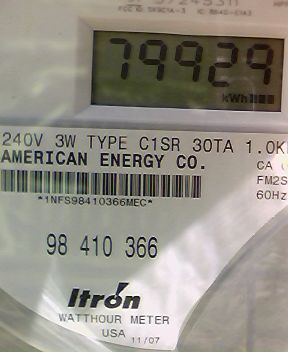 79929
kWh
240V 3W TYPE C1SR 30TA 1.0K
AMERICAN ENERGY CO.
CA
FM2S
60Hz
*1NFS98410366MEC*
98 410 366
Itrón
WATTHOUR METER
USA 11/07